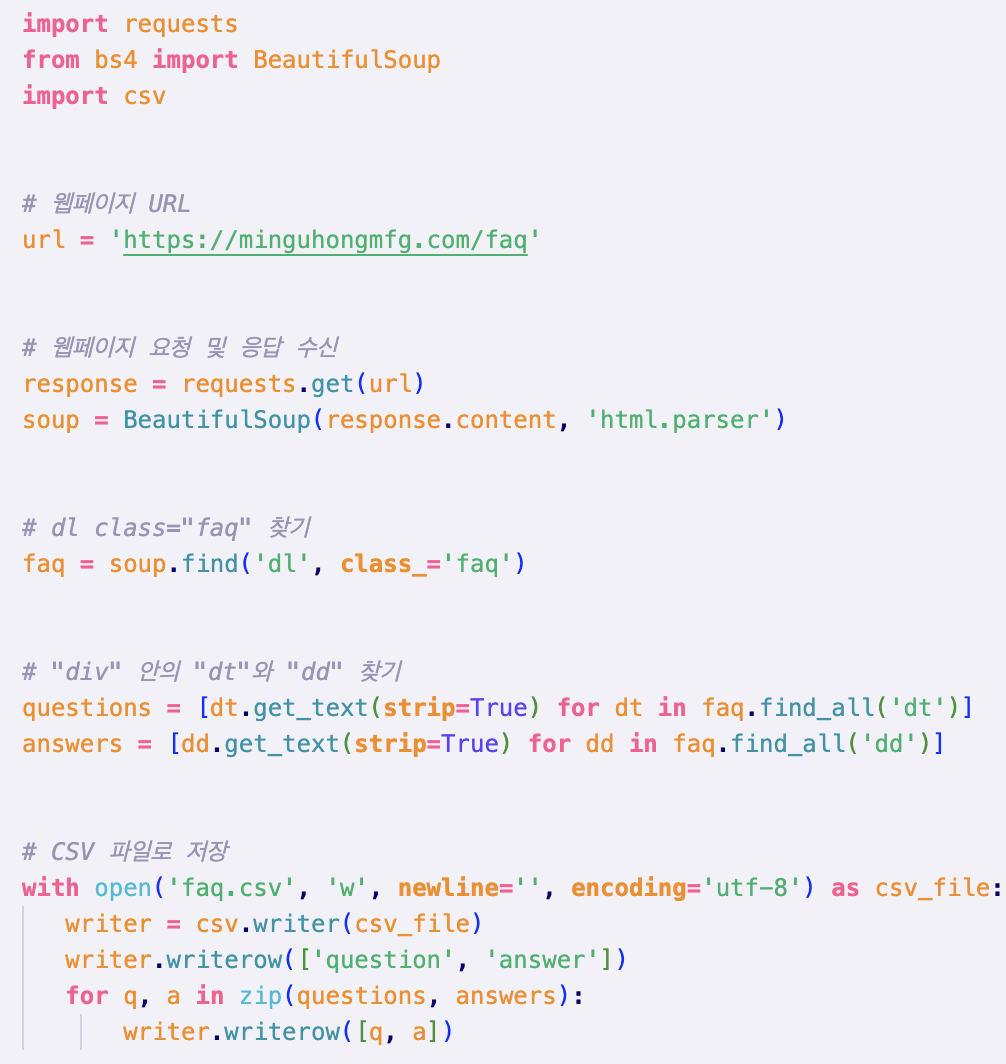 import requests
from bs4 import BeautifulSoup
import csv
# 웹페이지 URL
url = 'https://minguhongmfg.com/faq'
# 웹페이지 요청 및 응답 수신
response = requests.get(url)
soup = BeautifulSoup(response.content, 'html.parser')
# dl class="faq" 찾기
faq = soup.find('dl', class_='faq')
# "div" 안의 "dt"와 "dd" 찾기
questions = [dt.get_text(strip=True) for dt in faq.find_all('dt')]
answers = [dd.get_text(strip=True) for dd in faq.find_all('dd')]
# CSV 파일로 저장
with open('faq.csv', 'w', newline='', encoding='utf-8') as csv_file:
   writer = csv.writer(csv_file)
   writer.writerow(['question', 'answer'])
   for q, a in zip(questions, answers):
       writer.writerow([q, a])